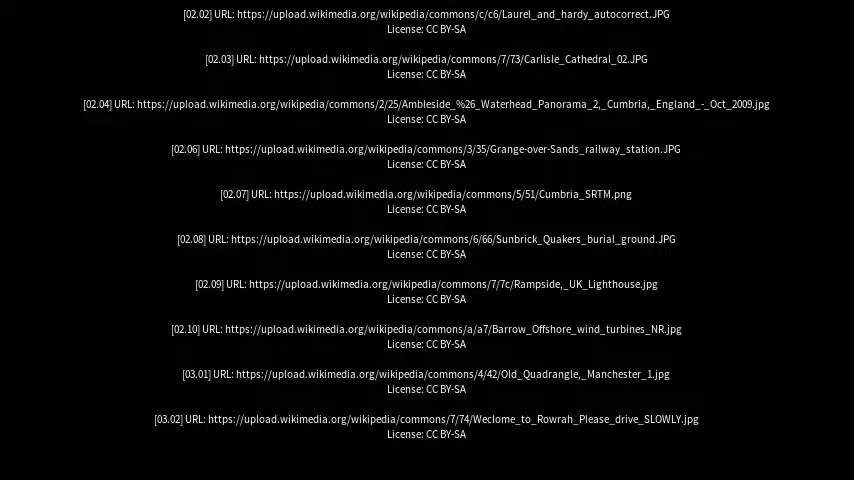 [02.02] URL: https://upload.wikimedia.org/wikipedia/commons/c/c6/Laurel_and_hardy_autocorrect.JPG
License: CC BY-SA
[02.03] URL: https://upload.wikimedia.org/wikipedia/commons/7/73/Carlisle_Cathedral_02.JPG
License: CC BY-SA
[02.04] URL: https://upload.wikimedia.org/wikipedia/commons/2/25/Ambleside_%26_Waterhead_Panorama_2,_Cumbria,_England_-_Oct_2009.jpg
License: CC BY-SA
[02.06] URL: https://upload.wikimedia.org/wikipedia/commons/3/35/Grange-over-Sands_railway_station.JPG
License: CC BY-SA
[02.07] URL: https://upload.wikimedia.org/wikipedia/commons/5/51/Cumbria_SRTM.png
License: CC BY-SA
[02.08] URL: https://upload.wikimedia.org/wikipedia/commons/6/66/Sunbrick_Quakers_burial_ground.JPG
License: CC BY-SA
[02.09] URL: https://upload.wikimedia.org/wikipedia/commons/7/7c/Rampside,_UK_Lighthouse.jpg
License: CC BY-SA
[02.10] URL: https://upload.wikimedia.org/wikipedia/commons/a/a7/Barrow_Offshore_wind_turbines_NR.jpg
License: CC BY-SA
[03.01] URL: https://upload.wikimedia.org/wikipedia/commons/4/42/Old_Quadrangle,_Manchester_1.jpg
License: CC BY-SA
[03.02] URL: https://upload.wikimedia.org/wikipedia/commons/7/74/Weclome_to_Rowrah_Please_drive_SLOWLY.jpg
License: CC BY-SA